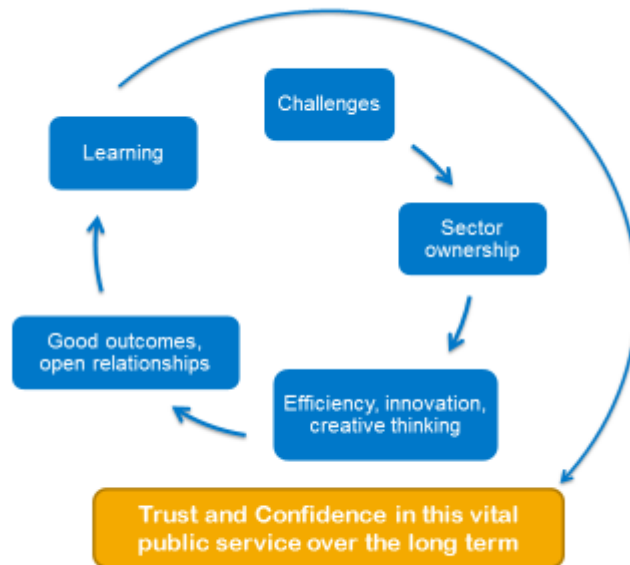 Challenges
Sector
ownership
Efficiency, innovation,
creative thinking
Good outcomes,
open relationships
Learning
Trust and Confidence in this vital
public service over the long term